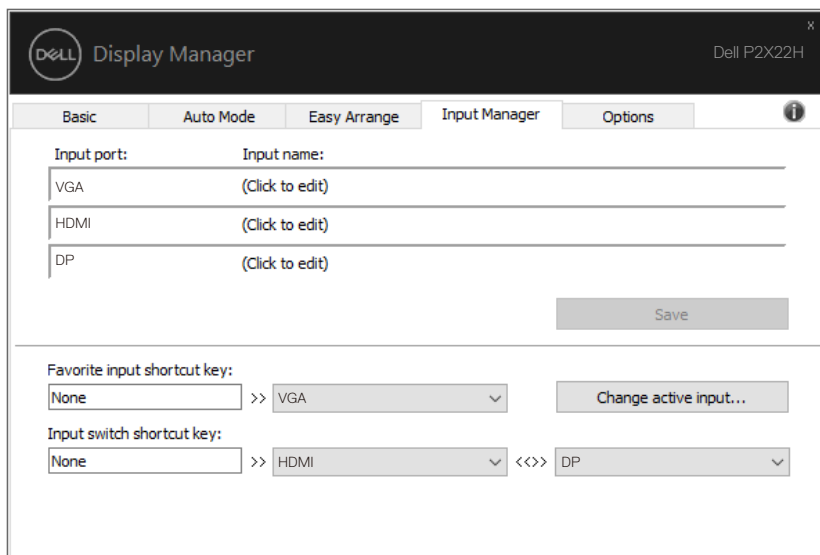 x
DELL Display Manager Dell P2X22H
Basic Auto Mode Easy Arrange Input Manager Options i
Input port: Input name:
VGA (Click to edit)
HDMI (Click to edit)
DP (Click to edit)
Save
Favorite input shortcut key:
None >> VGA Change active input...
Input switch shortcut key:
None >> HDMI <<>> DP